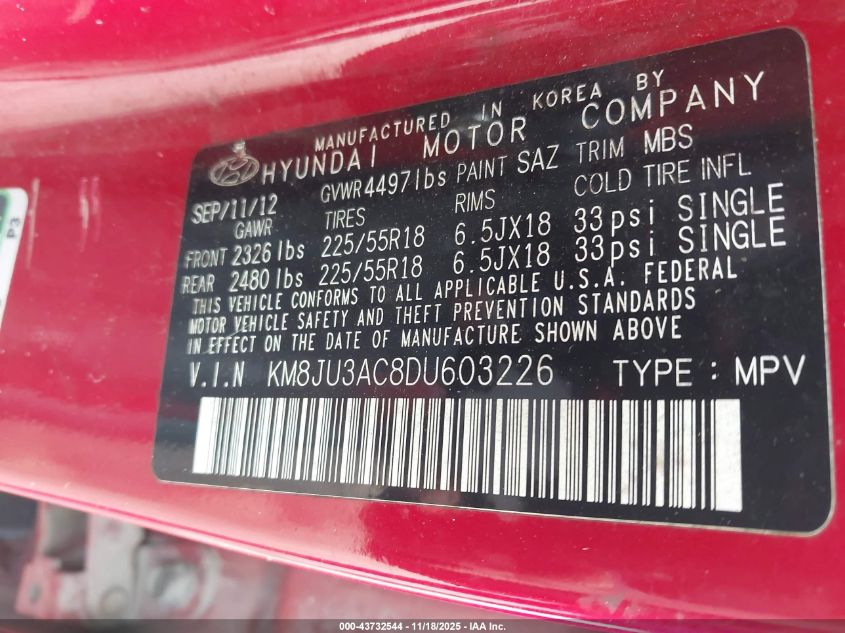 MANUFACTURED IN KOREA BY
HYUNDAI MOTOR COMPANY
SEP/11/12 GVWR 4497lbs PAINT SAZ TRIM MBS
GAWR TIRES RIMS COLD TIRE INFL
FRONT 2326 lbs 225/55R18 6.5JX18 33psi SINGLE
REAR 2480 lbs 225/55R18 6.5JX18 33psi SINGLE
THIS VEHICLE CONFORMS TO ALL APPLICABLE U.S.A. FEDERAL
MOTOR VEHICLE SAFETY AND THEFT PREVENTION STANDARDS
IN EFFECT ON THE DATE OF MANUFACTURE SHOWN ABOVE
V.I.N KM8JU3AC8DU603226 TYPE : MPV
P3
000-43732544 - 11/18/2025 - IAA Inc.